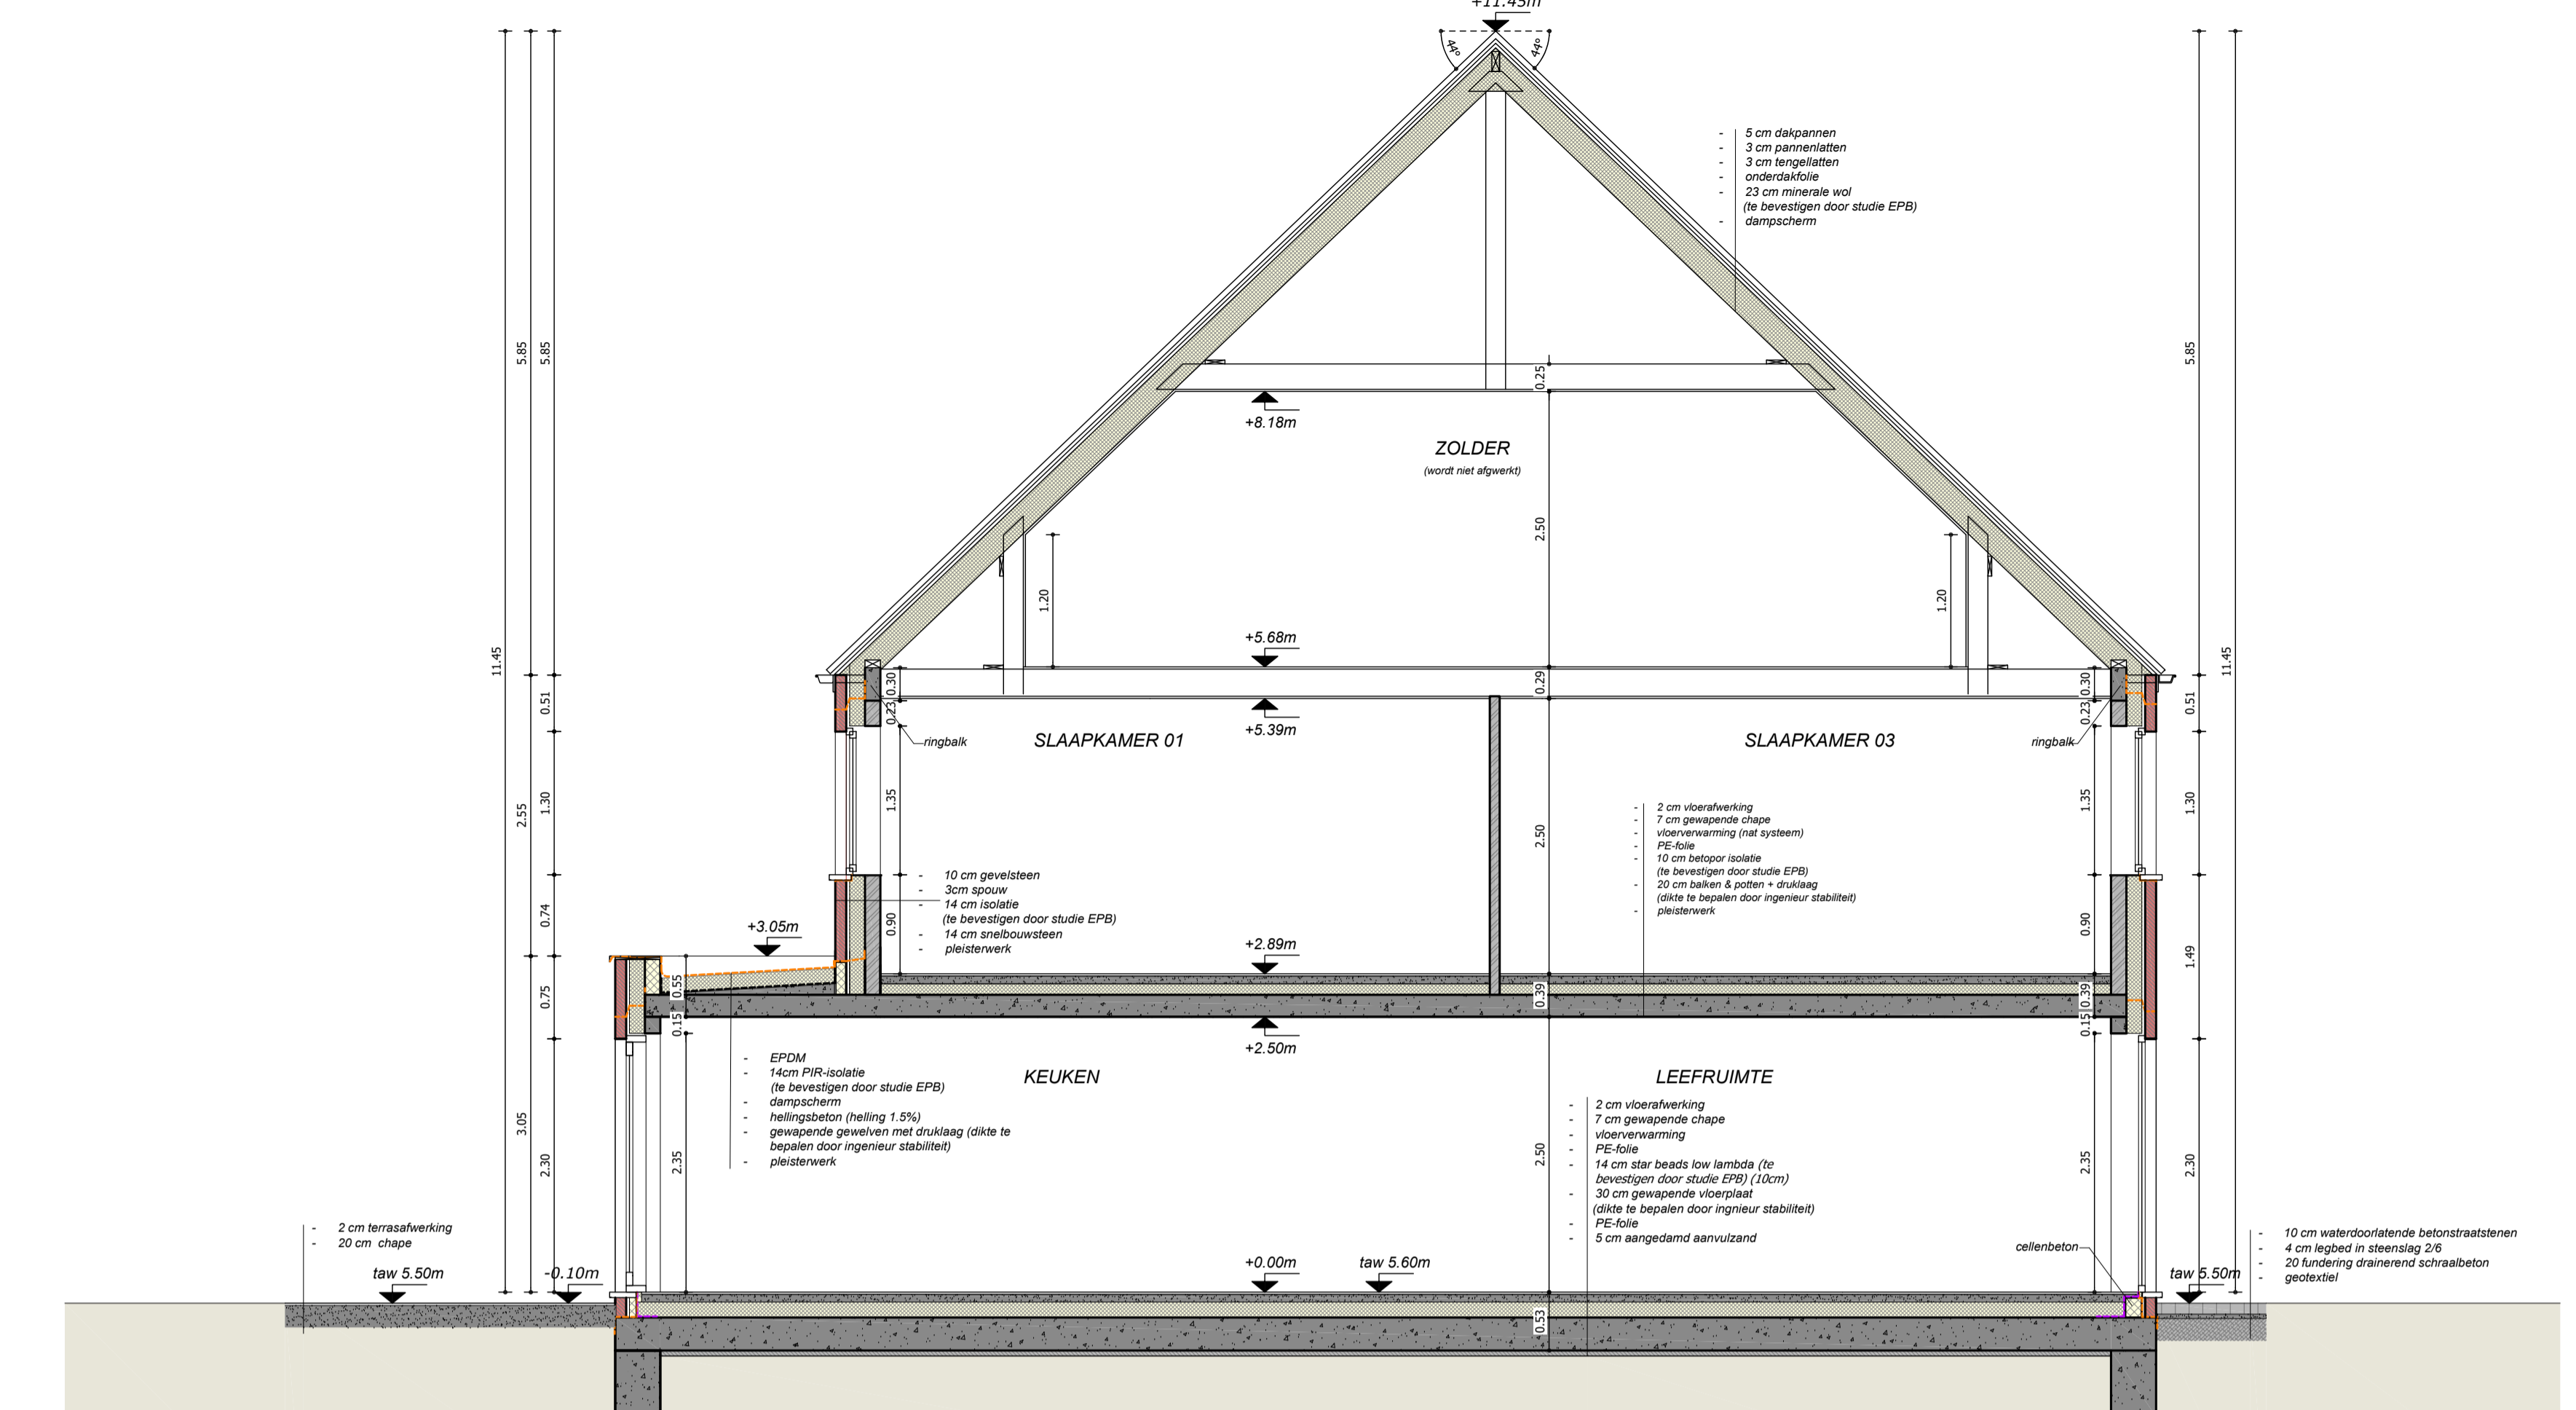 +11.45m
44°
44°
- 5 cm dakpannen
- 3 cm pannenlatten
- 3 cm tengellatten
- onderdakfolie
- 23 cm minerale wol
(te bevestigen door studie EPB)
- dampscherm
5.85
5.85
5.85
0.25
+8.18m
ZOLDER
(wordt niet afgwerkt)
2.50
1.20
1.20
+5.68m
11.45
11.45
0.51
0.30
0.23
0.29
0.30
0.23
0.51
+5.39m
ringbalk
SLAAPKAMER 01
SLAAPKAMER 03
ringbalk
2.55
1.30
1.35
2.50
1.35
1.30
- 2 cm vloerafwerking
- 7 cm gewapende chape
- vloerverwarming (nat systeem)
- PE-folie
- 10 cm betopor isolatie
(te bevestigen door studie EPB)
- 20 cm balken & potten + druklaag
(dikte te bepalen door ingenieur stabiliteit)
- pleisterwerk
- 10 cm gevelsteen
- 3cm spouw
- 14 cm isolatie
(te bevestigen door studie EPB)
- 14 cm snelbouwsteen
- pleisterwerk
0.74
0.90
0.90
1.49
+3.05m
+2.89m
0.75
0.55
0.15
0.39
0.39
0.15
+2.50m
- EPDM
- 14cm PIR-isolatie
(te bevestigen door studie EPB)
- dampscherm
- hellingsbeton (helling 1.5%)
- gewapende gewelven met druklaag (dikte te
bepalen door ingenieur stabiliteit)
- pleisterwerk
KEUKEN
LEEFRUIMTE
3.05
2.30
2.35
2.50
2.35
2.30
- 2 cm vloerafwerking
- 7 cm gewapende chape
- vloerverwarming
- PE-folie
- 14 cm star beads low lambda (te
bevestigen door studie EPB) (10cm)
- 30 cm gewapende vloerplaat
(dikte te bepalen door ingnieur stabiliteit)
- PE-folie
- 5 cm aangedamd aanvulzand
- 2 cm terrasafwerking
- 20 cm chape
taw 5.50m
-0.10m
+0.00m
taw 5.60m
cellenbeton
taw 5.50m
- 10 cm waterdoorlatende betonstraatstenen
- 4 cm legbed in steenslag 2/6
- 20 fundering drainerend schraalbeton
- geotextiel
0.53